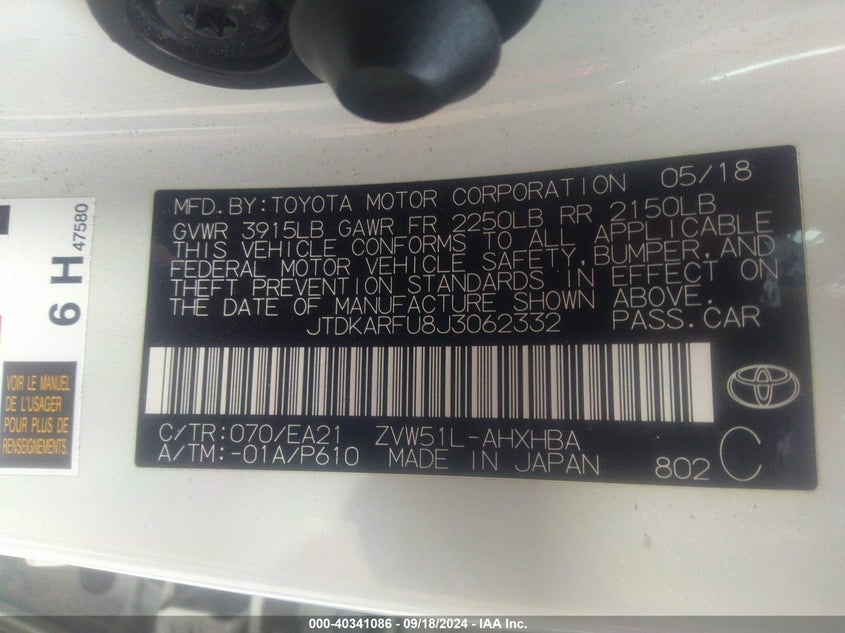 MFD.BY:TOYOTA MOTOR CORPORATION 05/18
GVWR 3915LB GAWR FR 2250LB RR 2150LB
THIS VEHICLE CONFORMS TO ALL APPLICABLE
FEDERAL MOTOR VEHICLE SAFETY, BUMPER, AND
THEFT PREVENTION STANDARDS IN EFFECT ON
THE DATE OF MANUFACTURE SHOWN ABOVE.
JTDKARFU8J3062332 PASS.CAR
C/TR:070/EA21 ZVW51L-AHXHBA
A/TM:-01A/P610 MADE IN JAPAN 802 C
6 H 47580
VOIR LE MANUEL
DE L'USAGER
POUR PLUS DE
RENSEIGNEMENTS.
000-40341086 - 09/18/2024 - IAA Inc.